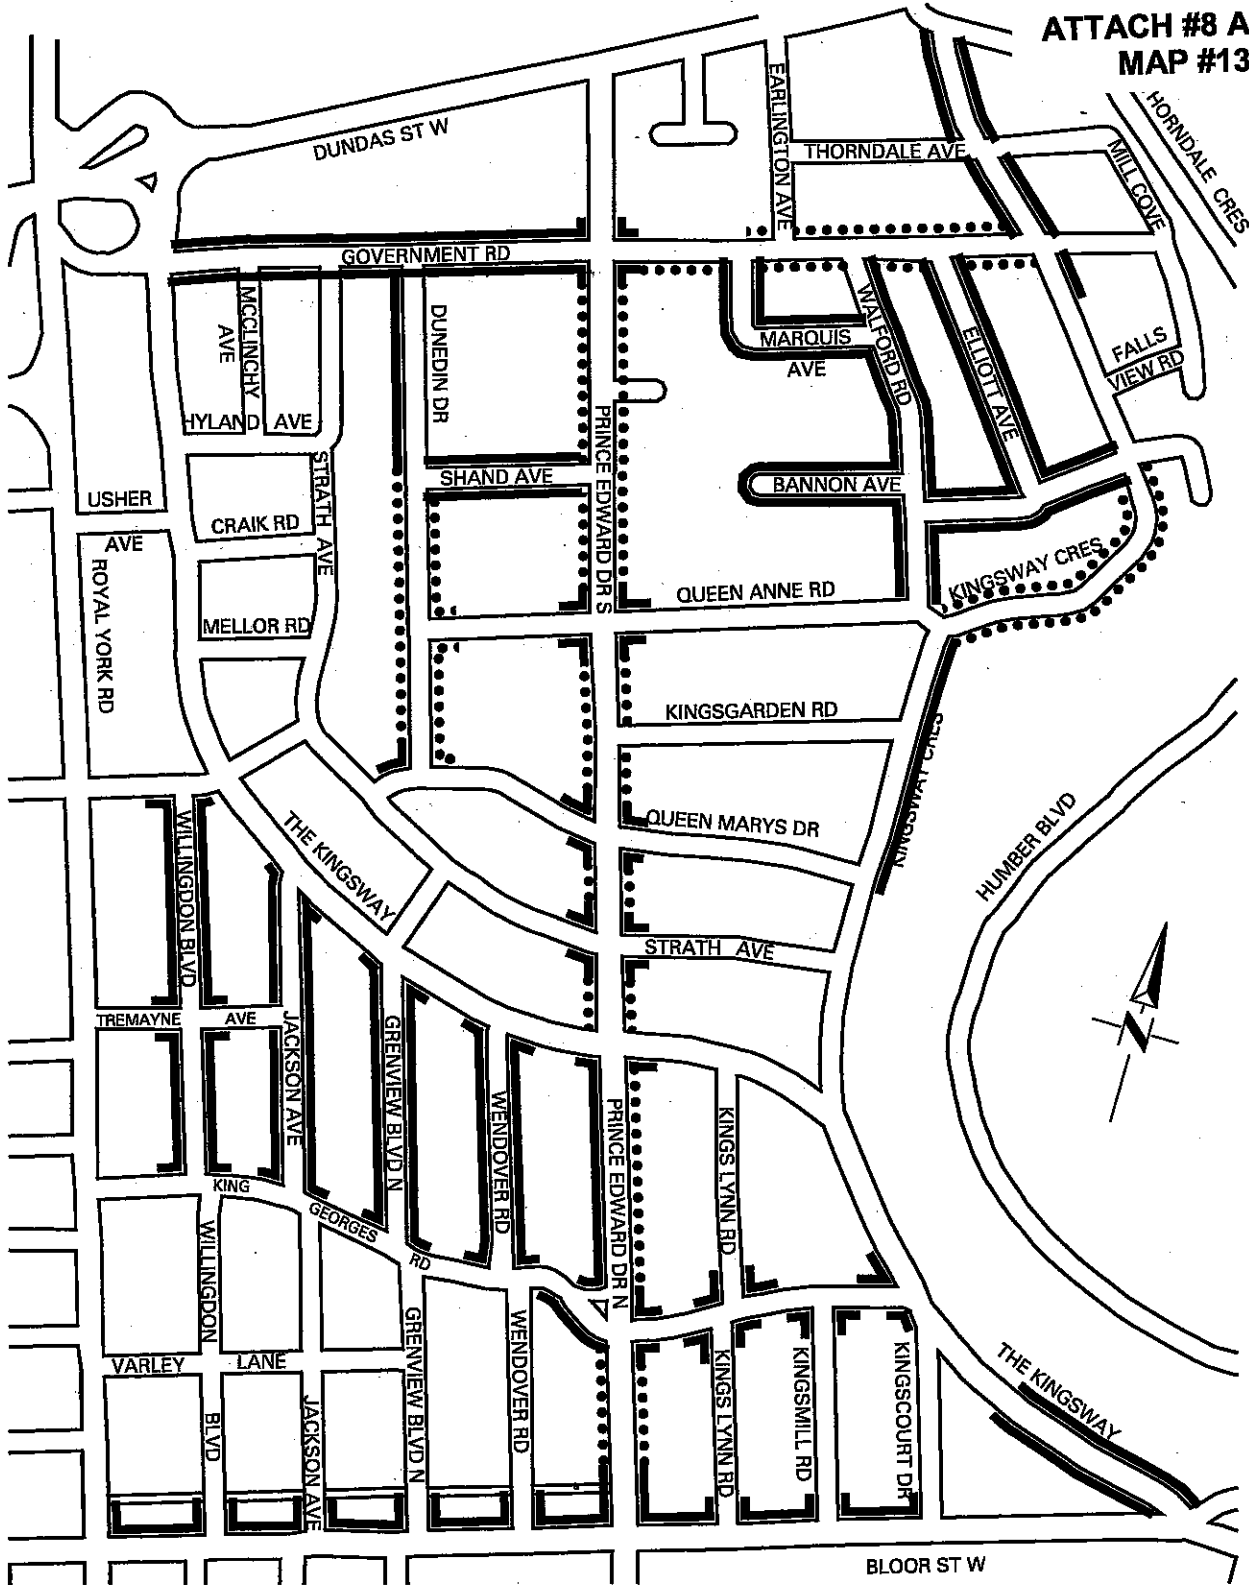 ATTACH #8 A
MAP #13
HORNDALE CRES
EARLINGTON AVE
DUNDAS ST W
THORNDALE AVE
MILL COVE
GOVERNMENT RD
MCCLINCHY
AVE
DUNEDIN DR
MARQUIS
AVE
WALFORD RD
ELLIOTT AVE
FALLS
VIEW RD
HYLAND AVE
PRINCE EDWARD DR S
STRATH AVE
SHAND AVE
BANNON AVE
USHER
AVE
CRAIK RD
KINGSWAY CRES
QUEEN ANNE RD
ROYAL YORK RD
MELLOR RD
KINGSGARDEN RD
KINGSWAY CRES
HUMBER BLVD
WILLINGDON BLVD
THE KINGSWAY
QUEEN MARYS DR
STRATH AVE
TREMAYNE AVE
JACKSON AVE
GRENVIEW BLVD N
WENDOVER RD
PRINCE EDWARD DR N
KINGS LYNN RD
KING
GEORGES
RD
WILLINGDON
BLVD
GRENVIEW BLVD N
WENDOVER RD
VARLEY LANE
JACKSON AVE
KINGS LYNN RD
KINGSMILL RD
KINGSCOURT DR
THE KINGSWAY
N
BLOOR ST W